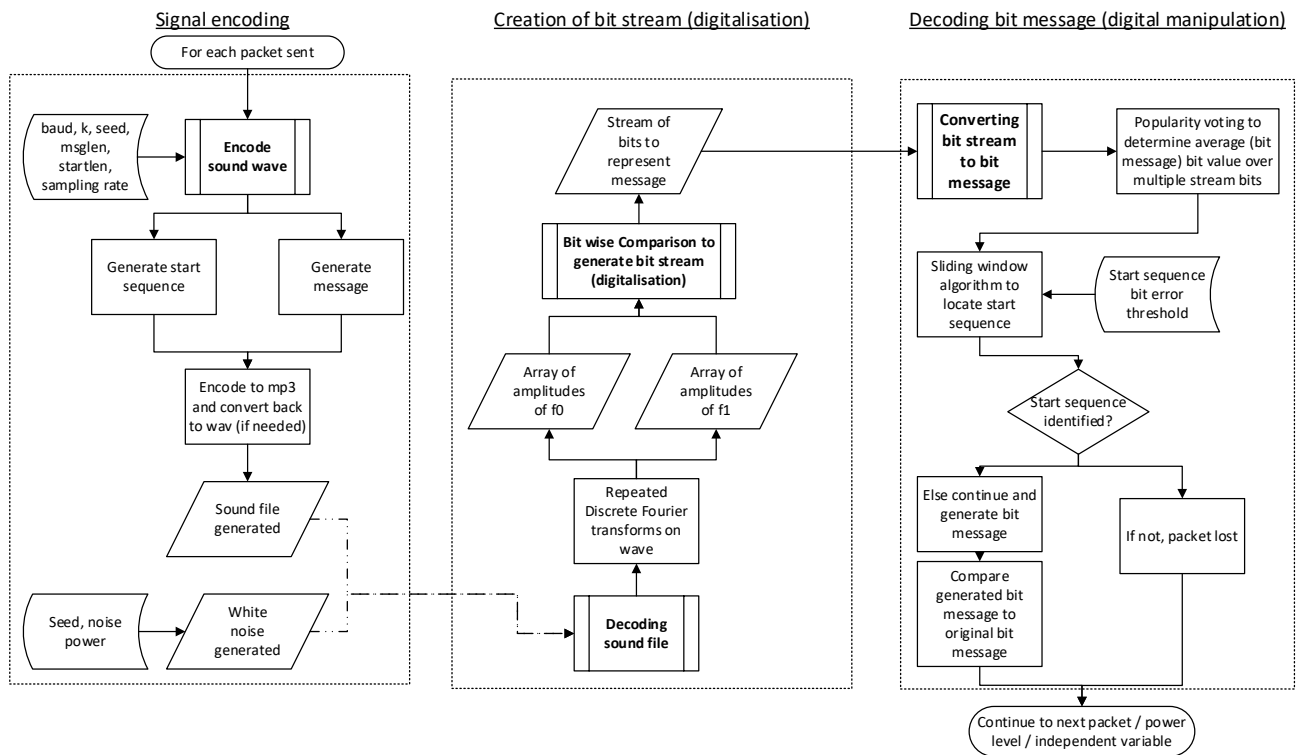 Signal encoding
For each packet sent
baud, k, seed,
msglen,
startlen,
sampling rate
Encode
sound wave
Generate start
sequence
Generate
message
Encode to mp3
and convert back
to wav (if needed)
Sound file
generated
Seed, noise
power
White
noise
generated
Creation of bit stream (digitalisation)
Stream of
bits to
represent
message
Bit wise Comparison to
generate bit stream
(digitalisation)
Array of
amplitudes
of f0
Array of
amplitudes
of f1
Repeated
Discrete Fourier
transforms on
wave
Decoding
sound file
Decoding bit message (digital manipulation)
Converting
bit stream
to bit
message
Popularity voting to
determine average (bit
message) bit value over
multiple stream bits
Sliding window
algorithm to
locate start
sequence
Start sequence
bit error
threshold
Start sequence
identified?
Else continue and
generate bit
message
If not, packet lost
Compare
generated bit
message to
original bit
message
Continue to next packet / power
level / independent variable